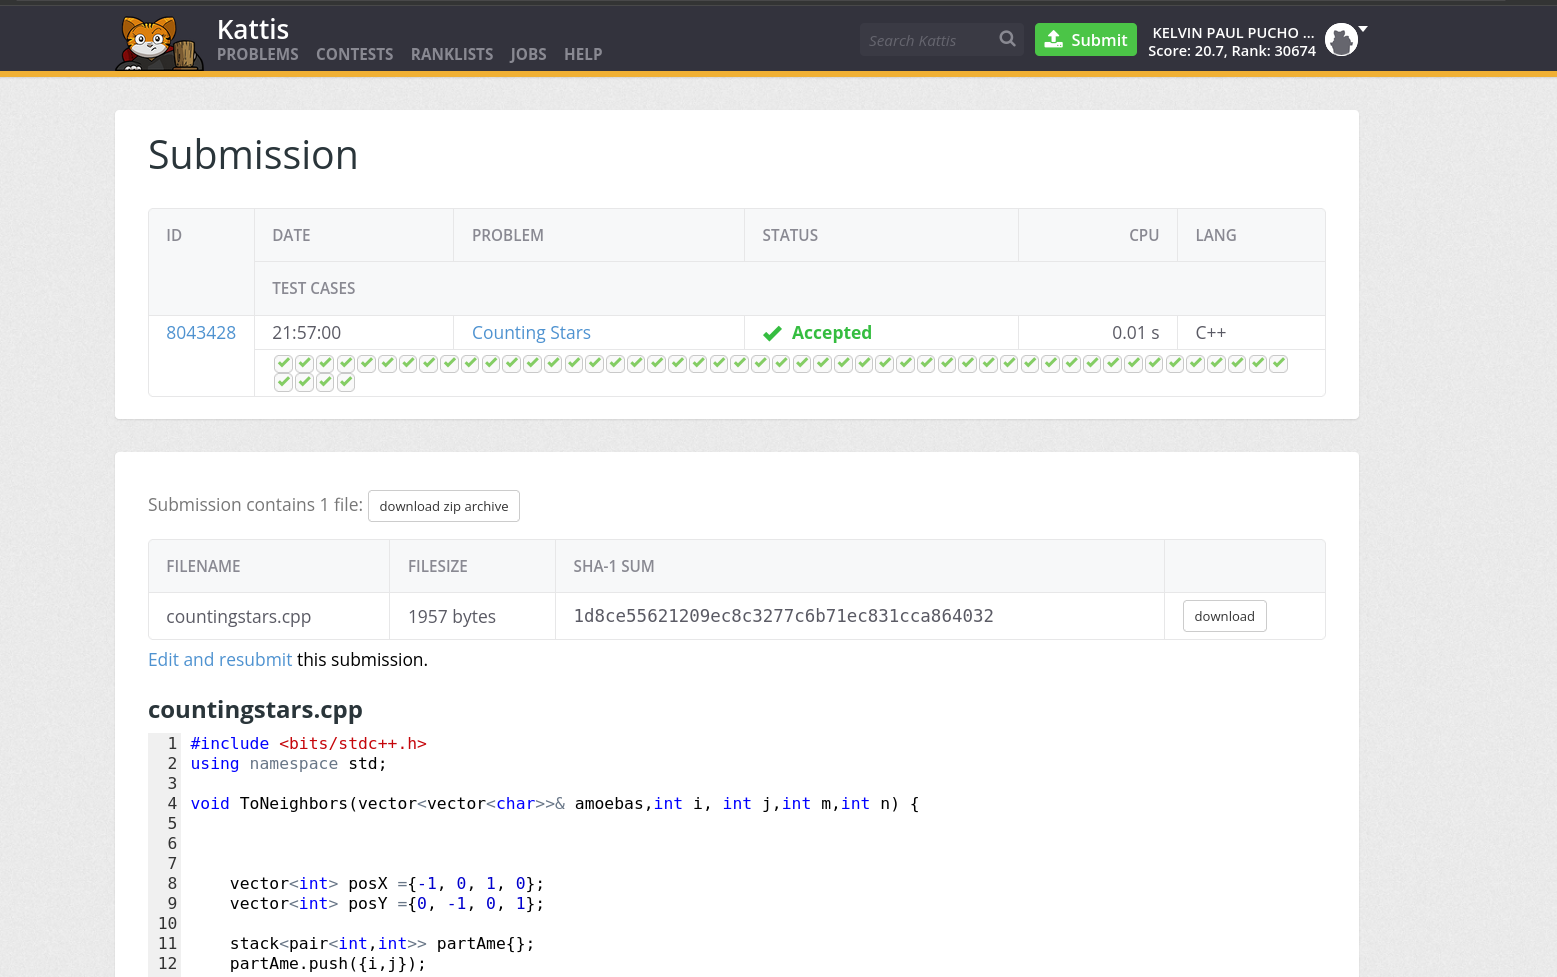 Kattis
PROBLEMS CONTESTS RANKLISTS JOBS HELP
Search Kattis
Submit
KELVIN PAUL PUCHO ...
Score: 20.7, Rank: 30674
Submission
ID DATE PROBLEM STATUS CPU LANG
TEST CASES
8043428 21:57:00 Counting Stars Accepted 0.01 s C++
Submission contains 1 file: download zip archive
FILENAME FILESIZE SHA-1 SUM
countingstars.cpp 1957 bytes 1d8ce55621209ec8c3277c6b71ec831cca864032 download
Edit and resubmit this submission.
countingstars.cpp
1 #include <bits/stdc++.h>
2 using namespace std;
3
4 void ToNeighbors(vector<vector<char>>& amoebas,int i, int j,int m,int n) {
5
6
7
8     vector<int> posX ={-1, 0, 1, 0};
9     vector<int> posY ={0, -1, 0, 1};
10
11     stack<pair<int,int>> partAme{};
12     partAme.push({i,j});